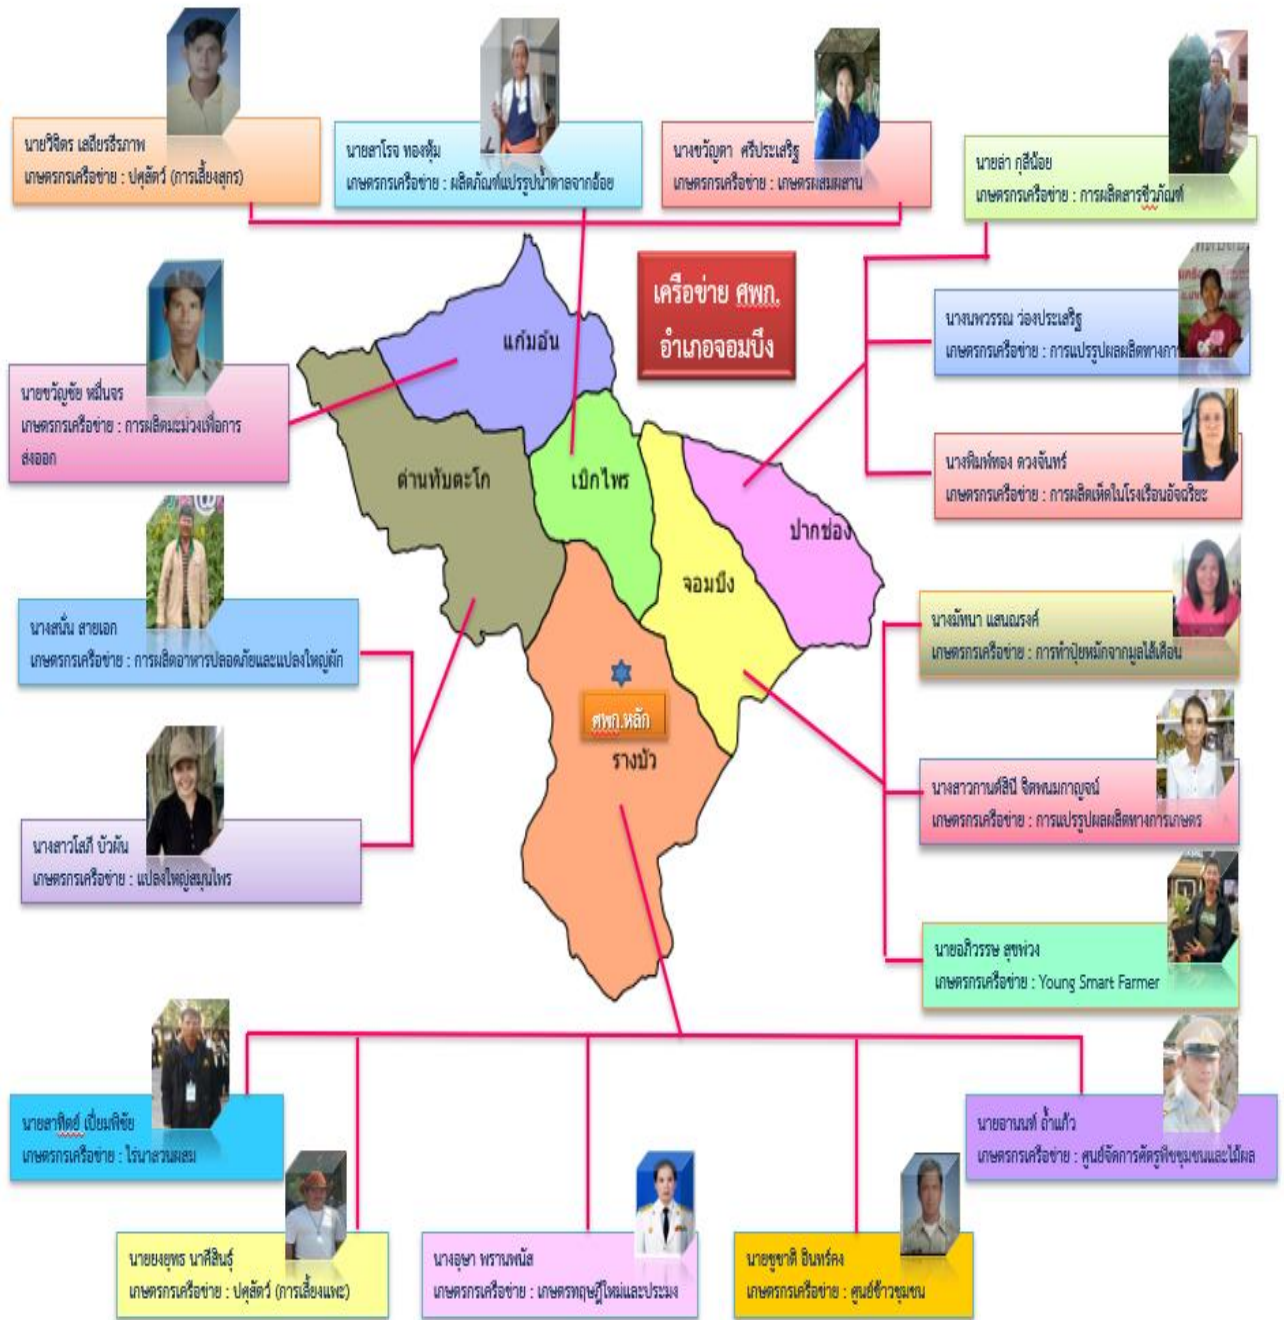 นายวิจิตร เสถียรธีรภาพ
เกษตรกรเครือข่าย : ปศุสัตว์ (การเลี้ยงสุกร)
นายสาโรจ ทองหุ้ม
เกษตรกรเครือข่าย : ผลิตภัณฑ์แปรรูปน้ำตาลจากอ้อย
นางขวัญตา ศรีประเสริฐ
เกษตรกรเครือข่าย : เกษตรผสมผสาน
นายล่า กุสีน้อย
เกษตรกรเครือข่าย : การผลิตสารชีวภัณฑ์
เครือข่าย ศพก.
อำเภอจอมบึง
นางนพวรรณ ว่องประเสริฐ
เกษตรกรเครือข่าย : การแปรรูปผลผลิตทางกา
นายขวัญชัย หมื่นจร
เกษตรกรเครือข่าย : การผลิตมะม่วงเพื่อการ
ส่งออก
นางพิมพ์ทอง ดวงจันทร์
เกษตรกรเครือข่าย : การผลิตเห็ดในโรงเรือนอัจฉริยะ
แก้มอ้น
ด่านทับตะโก
เบิกไพร
ปากช่อง
จอมบึง
นางสนั่น สายเอก
เกษตรกรเครือข่าย : การผลิตอาหารปลอดภัยและแปลงใหญ่ผัก
นางมัทนา แสนณรงค์
เกษตรกรเครือข่าย : การทำปุ๋ยหมักจากมูลไส้เดือน
ศพก.หลัก
รางบัว
นางสาวกานต์สินี จิตพนมกาญจน์
เกษตรกรเครือข่าย : การแปรรูปผลผลิตทางการเกษตร
นางสาวโสภี บัวผัน
เกษตรกรเครือข่าย : แปลงใหญ่สมุนไพร
นายอภิวรรษ สุขพ่วง
เกษตรกรเครือข่าย : Young Smart Farmer
นายสาทิตย์ เปี่ยมพิชัย
เกษตรกรเครือข่าย : ไร่นาสวนผสม
นายอานนท์ ถ้ำแก้ว
เกษตรกรเครือข่าย : ศูนย์จัดการศัตรูพืชชุมชนและไม้ผล
นายยงยุทธ นาคีสินธุ์
เกษตรกรเครือข่าย : ปศุสัตว์ (การเลี้ยงแพะ)
นางอุษา พรานพนัส
เกษตรกรเครือข่าย : เกษตรทฤษฎีใหม่และประมง
นายชูชาติ อินทร์คง
เกษตรกรเครือข่าย : ศูนย์ข้าวชุมชน